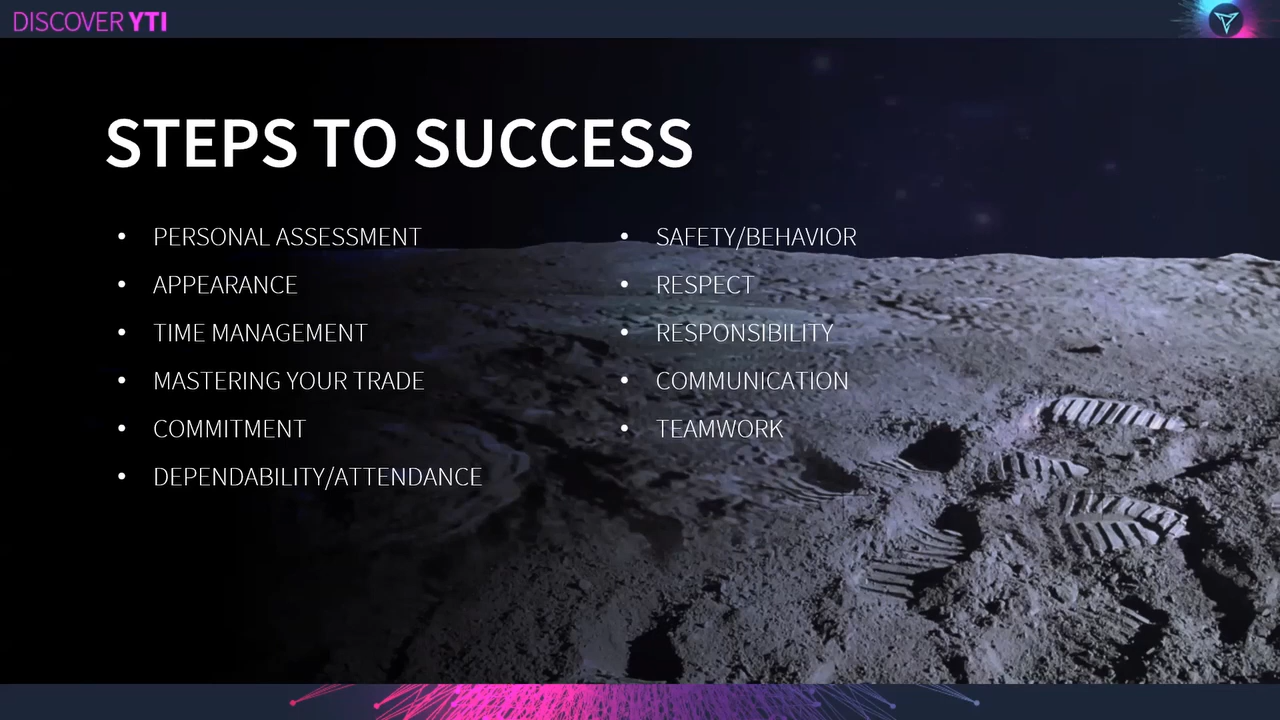 DISCOVER YTI
STEPS TO SUCCESS
• PERSONAL ASSESSMENT
• APPEARANCE
• TIME MANAGEMENT
• MASTERING YOUR TRADE
• COMMITMENT
• DEPENDABILITY/ATTENDANCE
• SAFETY/BEHAVIOR
• RESPECT
• RESPONSIBILITY
• COMMUNICATION
• TEAMWORK